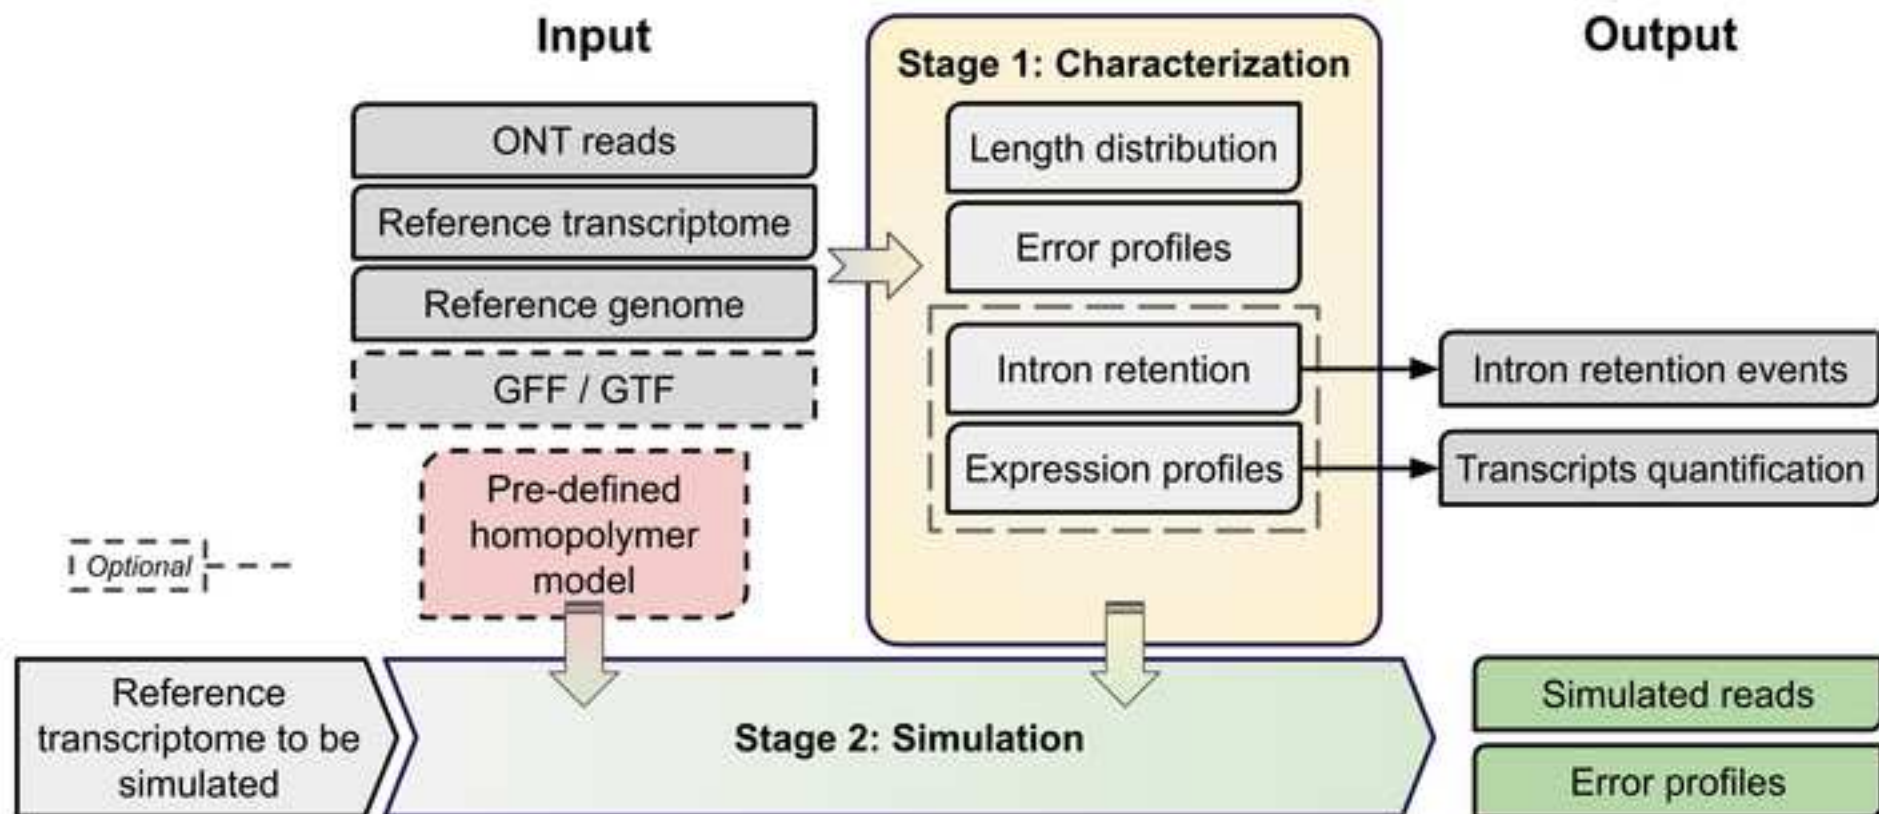 Input
ONT reads
Reference transcriptome
Reference genome
GFF / GTF
Pre-defined
homopolymer
model
Optional
Stage 1: Characterization
Length distribution
Error profiles
Intron retention
Expression profiles
Output
Intron retention events
Transcripts quantification
Reference
transcriptome to be
simulated
Stage 2: Simulation
Simulated reads
Error profiles